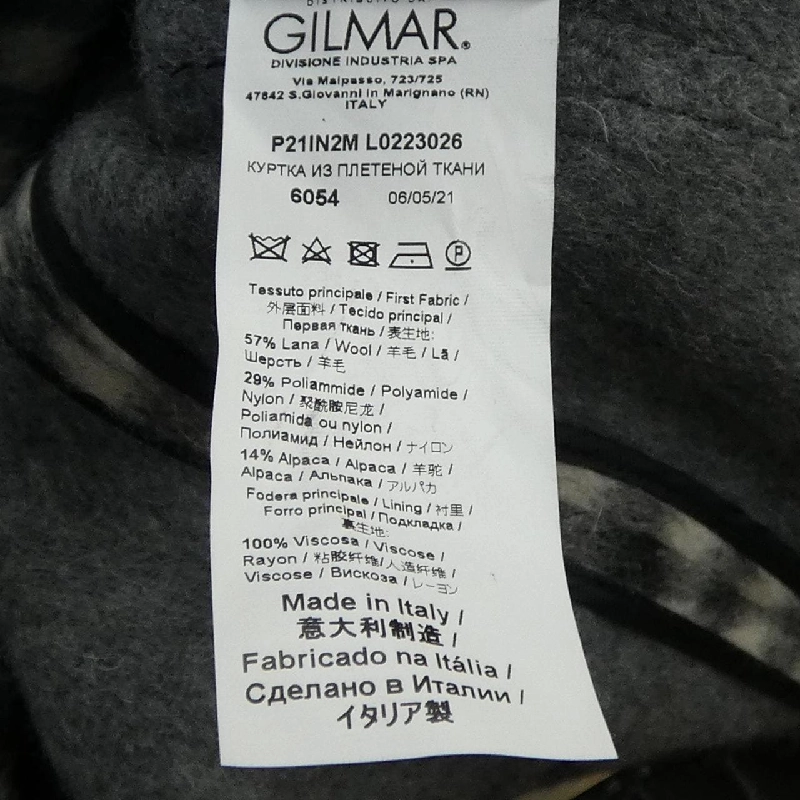 DISTRIBUITO DA
GILMAR®
DIVISIONE INDUSTRIA SPA
Via Malpasso, 723/725
47842 S.Giovanni in Marignano (RN)
ITALY
P21IN2M L0223026
КУРТКА ИЗ ПЛЕТЕНОЙ ТКАНИ
6054 06/05/21
P
Tessuto principale / First Fabric /
外层面料 / Tecido principal /
Первая ткань / 表生地:
57% Lana / Wool / 羊毛 / Lã /
Шерсть / 羊毛
29% Poliammide / Polyamide /
Nylon / 聚酰胺尼龙 /
Poliamida ou nylon /
Полиамид / Нейлон / ナイロン
14% Alpaca / Alpaca / 羊驼 /
Alpaca / Альпака / アルパカ
Fodera principale / Lining / 衬里 /
Forro principal / Подкладка /
裏生地:
100% Viscosa / Viscose /
Rayon / 粘胶纤维/人造纤维 /
Viscose / Вискоза / レーヨン
Made in Italy /
意大利制造 /
Fabricado na Itália /
Сделано в Италии /
イタリア製